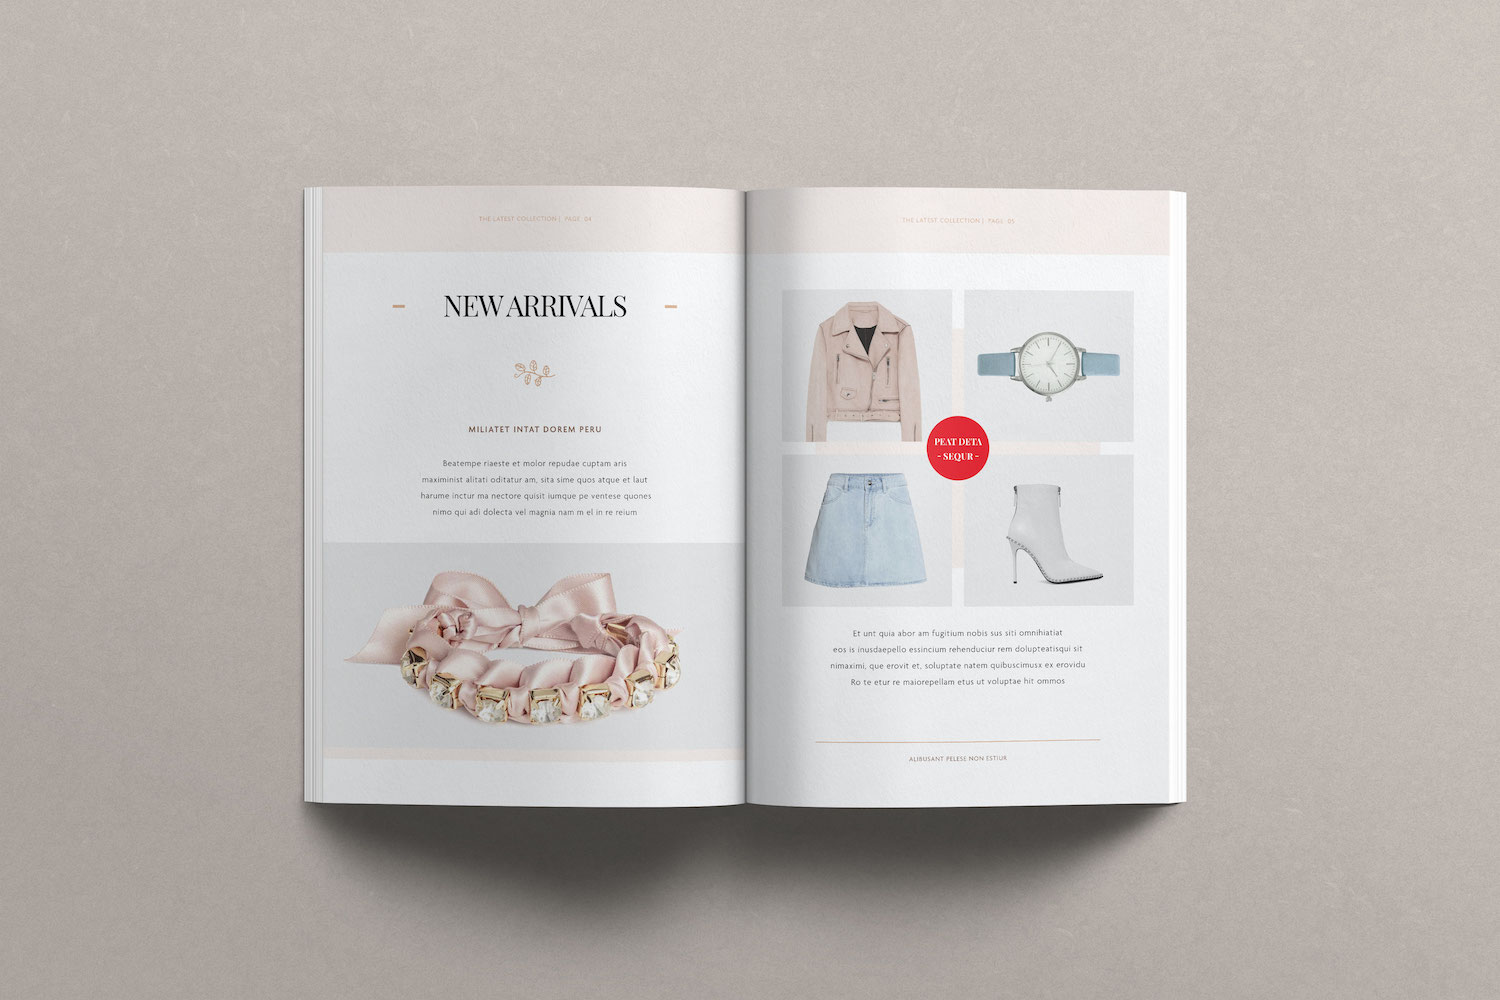 THE LATEST COLLECTION | PAGE 04
NEW ARRIVALS
MILIATET INTAT DOREM PERU
Beatempe riaeste et molor repudae cuptam aris
maximinist alitati oditatur am, sita sime quos atque et laut
harume inctur ma nectore quisit iumque pe ventese quones
nimo qui adi dolecta vel magnia nam m el in re reium
THE LATEST COLLECTION | PAGE 05
PEAT DETA
- SEQUR -
Et unt quia abor am fugitium nobis sus siti omnihiatiat
eos is inusdaepello essincium rehenduciur rem dolupteatisqui sit
nimaximi, que erovit et, soluptate natem quibuscimusx ex erovidu
Ro te etur re maiorepellam etus ut voluptae hit ommos
ALIBUSANT PELESE NON ESTIUR